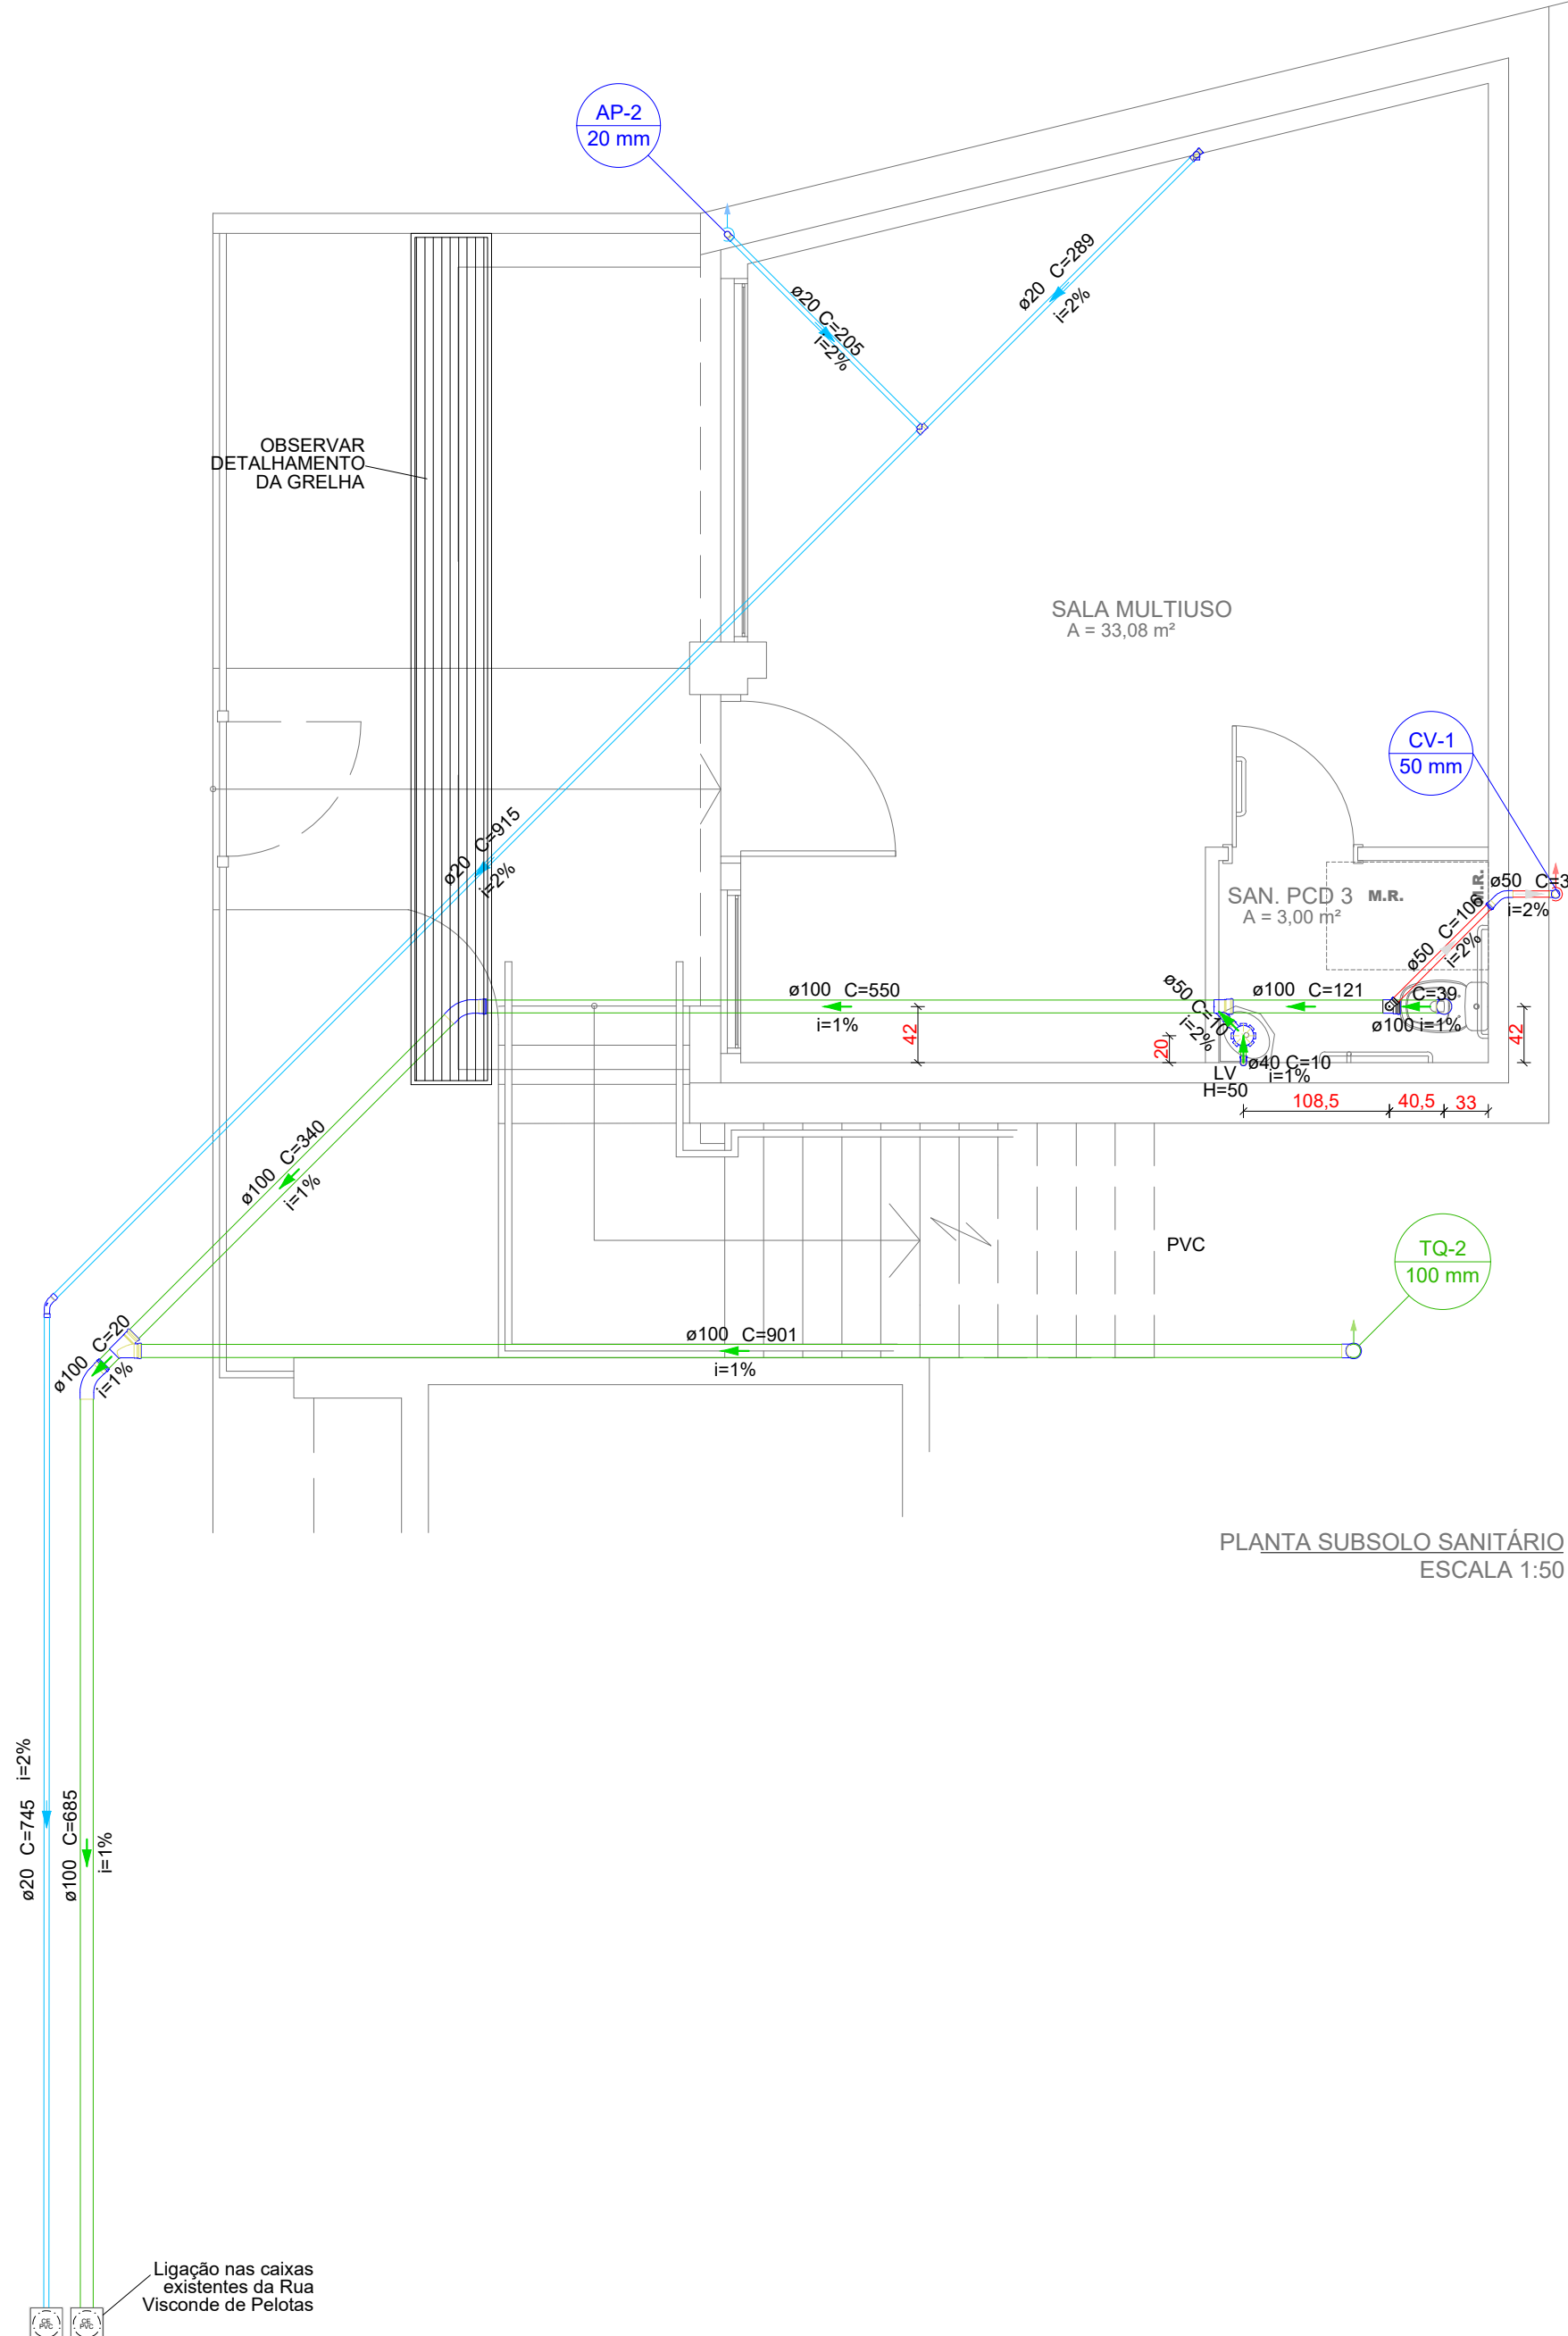 AP-2
20 mm
ø20 C=289
i=2%
ø20 C=205
i=2%
OBSERVAR
DETALHAMENTO
DA GRELHA
SALA MULTIUSO
A = 33,08 m²
CV-1
50 mm
ø20 C=915
i=2%
SAN. PCD 3
A = 3,00 m²
M.R.
M.R.
ø50 C=3
i=2%
ø50 C=106
i=2%
ø100 C=550
i=1%
42
ø50 C=10
i=2%
ø100 C=121
C=39
ø100 i=1%
42
20
ø40 C=10
i=1%
LV
H=50
108,5
40,5
33
ø100 C=340
i=1%
PVC
TQ-2
100 mm
ø100 C=20
i=1%
ø100 C=901
i=1%
PLANTA SUBSOLO SANITÁRIO
ESCALA 1:50
ø20 C=745 i=2%
ø100 C=685
i=1%
Ligação nas caixas
existentes da Rua
Visconde de Pelotas
CE
PVC
CE
PVC